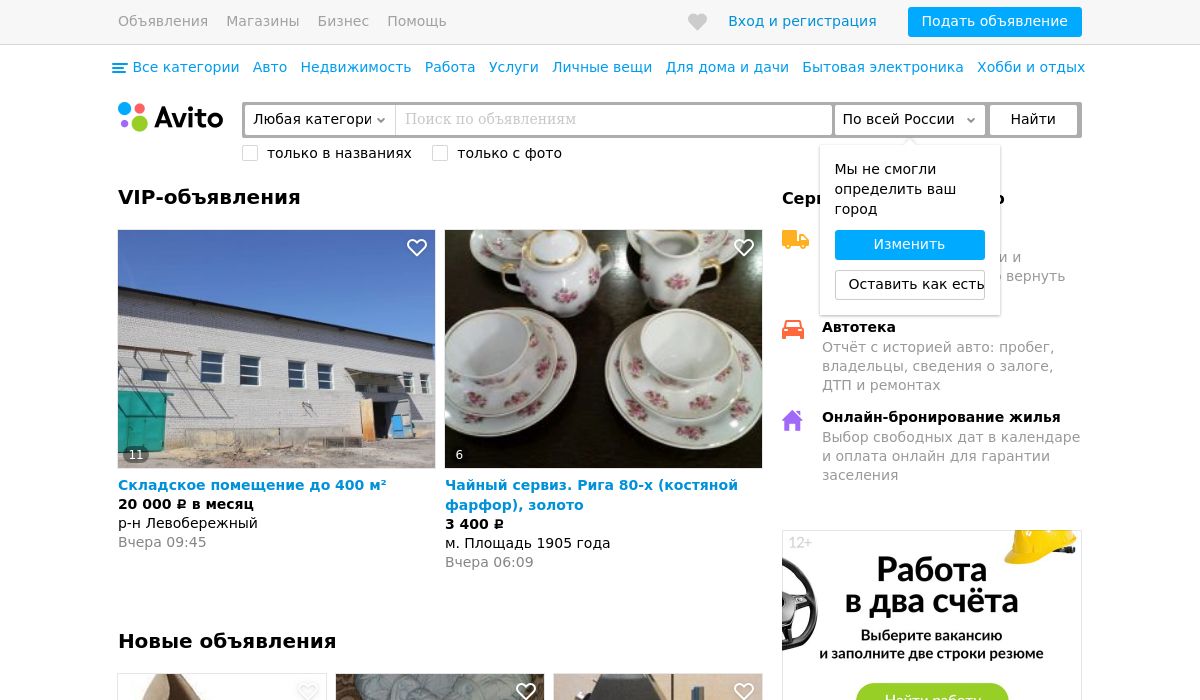 Объявления Магазины Бизнес Помощь Вход и регистрация Подать объявление
Все категории Авто Недвижимость Работа Услуги Личные вещи Для дома и дачи Бытовая электроника Хобби и отдых
Avito Любая категори Поиск по объявлениям По всей России Найти
только в названиях только с фото
Мы не смогли
определить ваш
город
Изменить
Оставить как есть
VIP-объявления
11
Складское помещение до 400 м²
20 000 ₽ в месяц
р-н Левобережный
Вчера 09:45
6
Чайный сервиз. Рига 80-х (костяной
фарфор), золото
3 400 ₽
м. Площадь 1905 года
Вчера 06:09
и
вернуть
Автотека
Отчёт с историей авто: пробег,
владельцы, сведения о залоге,
ДТП и ремонтах
Онлайн-бронирование жилья
Выбор свободных дат в календаре
и оплата онлайн для гарантии
заселения
12+
Работа
в два счёта
Выберите вакансию
и заполните две строки резюме
Найти работу
Новые объявления